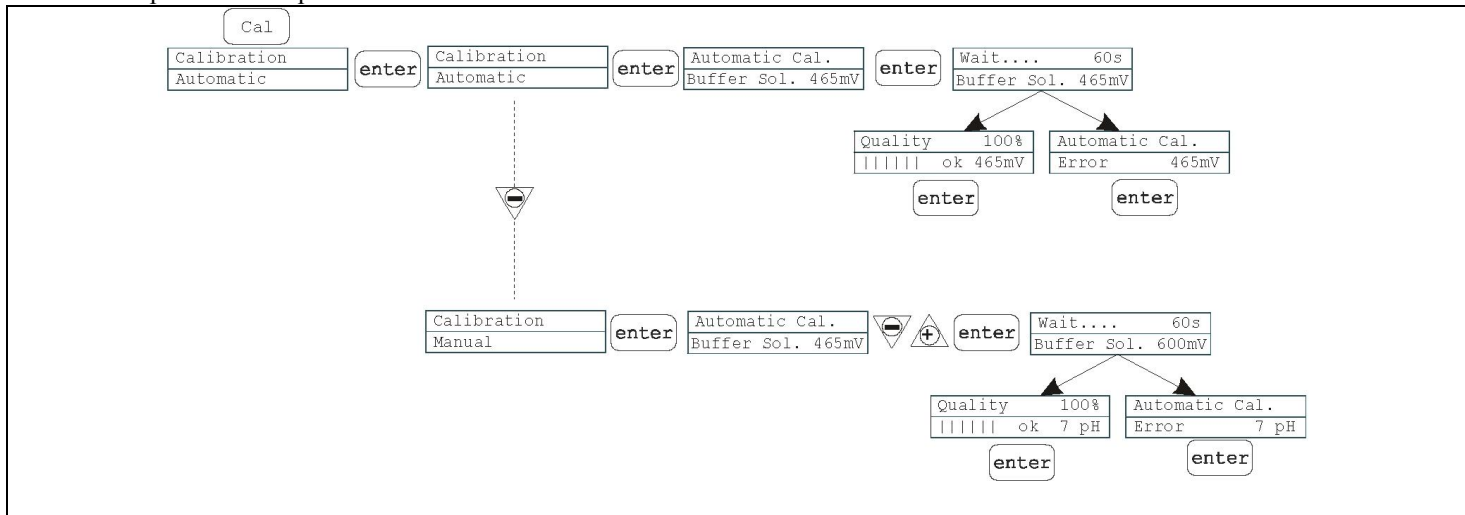 Cal
Calibration
Automatic
enter
Calibration
Automatic
enter
Automatic Cal.
Buffer Sol. 465mV
enter
Wait.... 60s
Buffer Sol. 465mV
Quality 100%
|||||| ok 465mV
enter
Automatic Cal.
Error 465mV
enter
Calibration
Manual
enter
Automatic Cal.
Buffer Sol. 465mV
enter
Wait.... 60s
Buffer Sol. 600mV
Quality 100%
|||||| ok 7 pH
enter
Automatic Cal.
Error 7 pH
enter